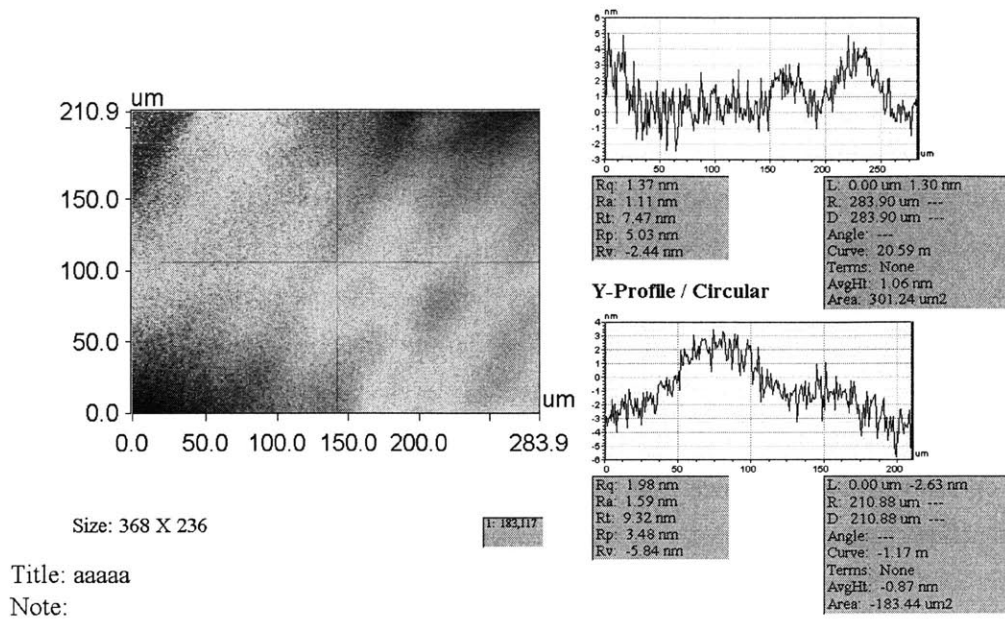 um
210.9
150.0
100.0
50.0
0.0
0.0 50.0 100.0 150.0 200.0 283.9
um
Size: 368 X 236
1: 183,117
Title: aaaaa
Note:
nm
6
5
4
3
2
1
0
-1
-2
-3
0 50 100 150 200 250
um
Rq: 1.37 nm
Ra: 1.11 nm
Rt: 7.47 nm
Rp: 5.03 nm
Rv: -2.44 nm
L: 0.00 um 1.30 nm
R: 283.90 um ---
D: 283.90 um ---
Angle: ---
Curve: 20.59 m
Terms: None
AvgHt: 1.06 nm
Area: 301.24 um2
Y-Profile / Circular
nm
4
3
2
1
0
-1
-2
-3
-4
-5
-6
0 50 100 150 200
um
Rq: 1.98 nm
Ra: 1.59 nm
Rt: 9.32 nm
Rp: 3.48 nm
Rv: -5.84 nm
L: 0.00 um -2.63 nm
R: 210.88 um ---
D: 210.88 um ---
Angle: ---
Curve: -1.17 m
Terms: None
AvgHt: -0.87 nm
Area: -183.44 um2